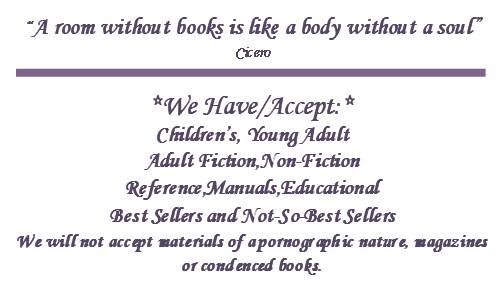 “A room without books is like a body without a soul”
Cicero
*We Have/Accept:*
Children's, Young Adult
Adult Fiction,Non-Fiction
Reference,Manuals,Educational
Best Sellers and Not-So-Best Sellers
We will not accept materials of a pornographic nature, magazines
or condenced books.